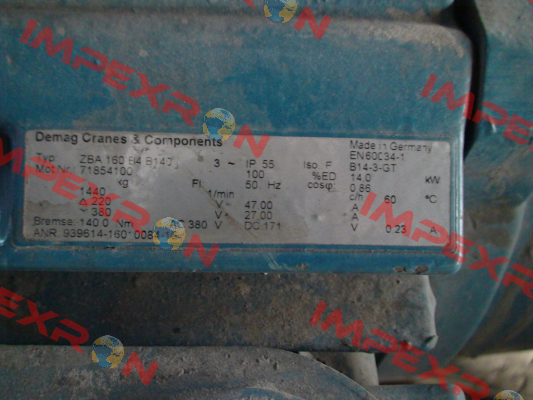 IMPEXRON
IMPEXRON
Demag Cranes & Components
Made in Germany
Typ ZBA 160 B4 B140 3 ~ IP 55 Iso F EN60034-1
Mot Nr. 71854100 100 %ED B14-3-GT
kg Fl. 50. Hz cosφ: 14.0 kW
1440 1/min 0.86
△ 220 V 47.00 c/h 60 °C
380 V 27.00 A
Bremse: 140.0 Nm AC 380 V DC 171 V 0.23 A
ANR. 939614-160
IMPEXRON
IMPEXRON